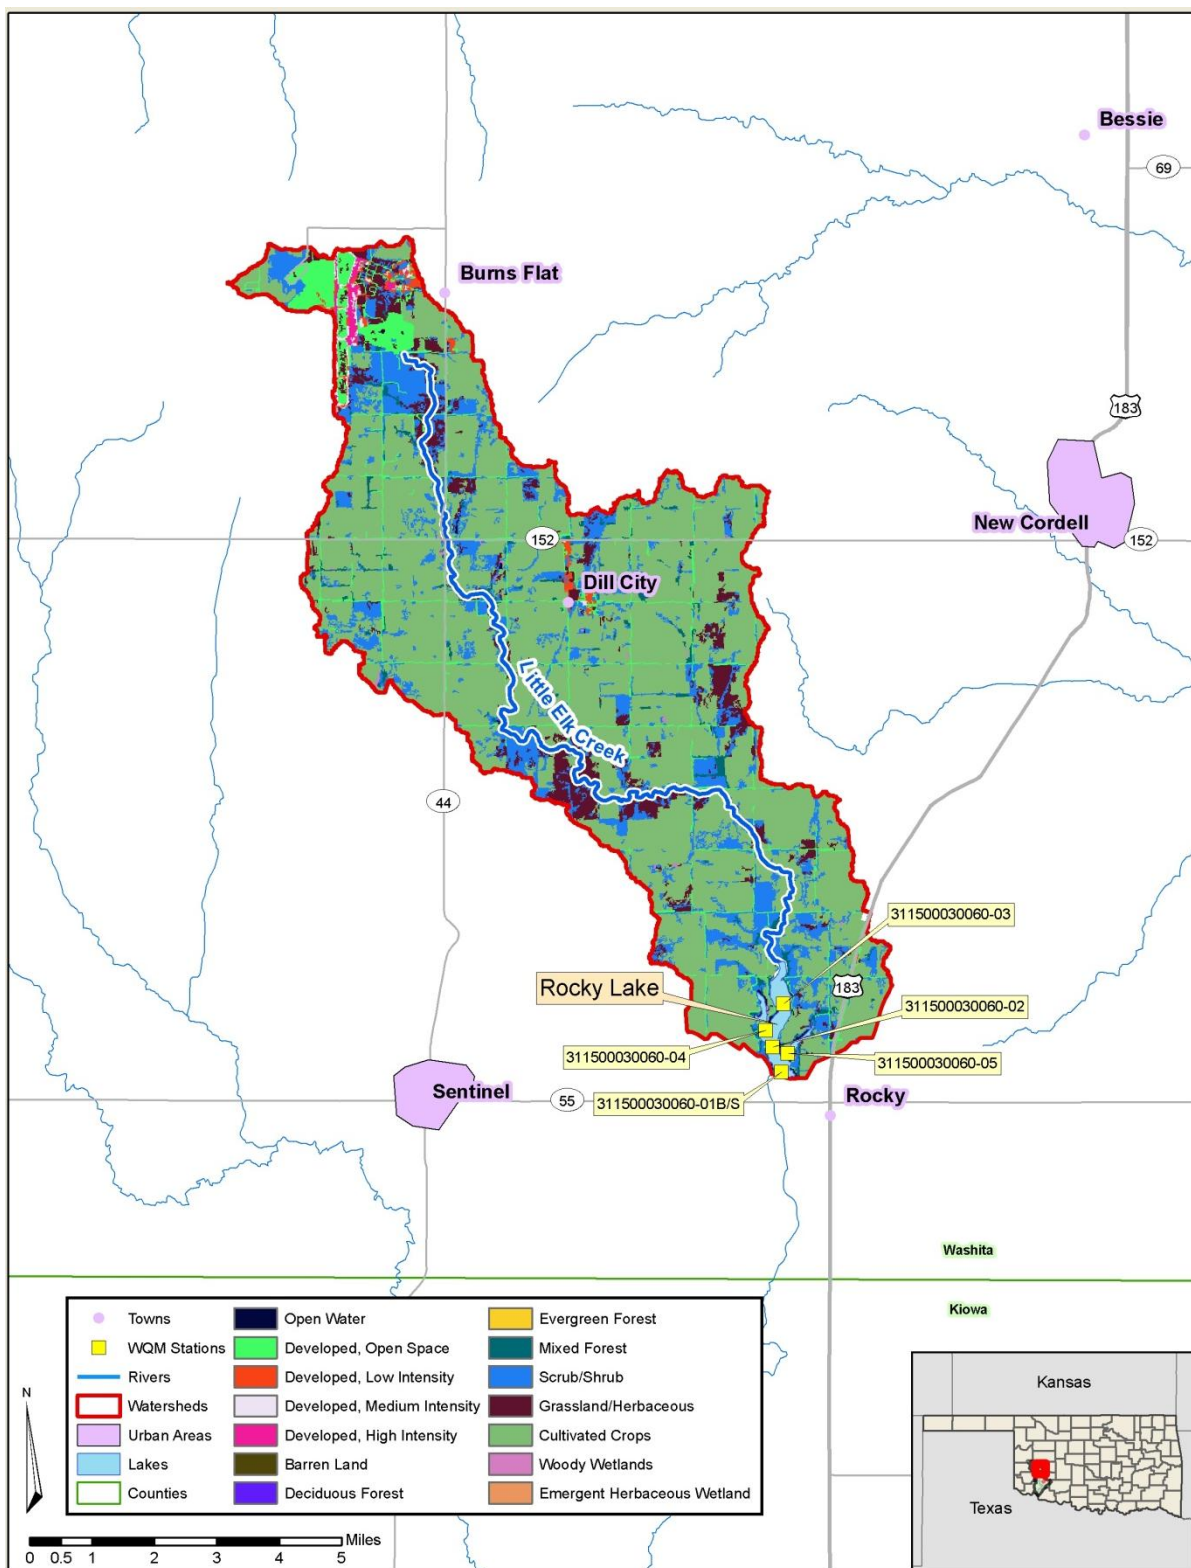 Bessie
69
Burns Flat
183
New Cordell
152
152
Dill City
Little Elk Creek
44
311500030060-03
Rocky Lake
183
311500030060-02
311500030060-04
311500030060-05
Sentinel
55
311500030060-01B/S
Rocky
Washita
Kiowa
Towns
WQM Stations
Rivers
Watersheds
Urban Areas
Lakes
Counties
Open Water
Developed, Open Space
Developed, Low Intensity
Developed, Medium Intensity
Developed, High Intensity
Barren Land
Deciduous Forest
Evergreen Forest
Mixed Forest
Scrub/Shrub
Grassland/Herbaceous
Cultivated Crops
Woody Wetlands
Emergent Herbaceous Wetland
N
Miles
0 0.5 1 2 3 4 5
Kansas
Texas